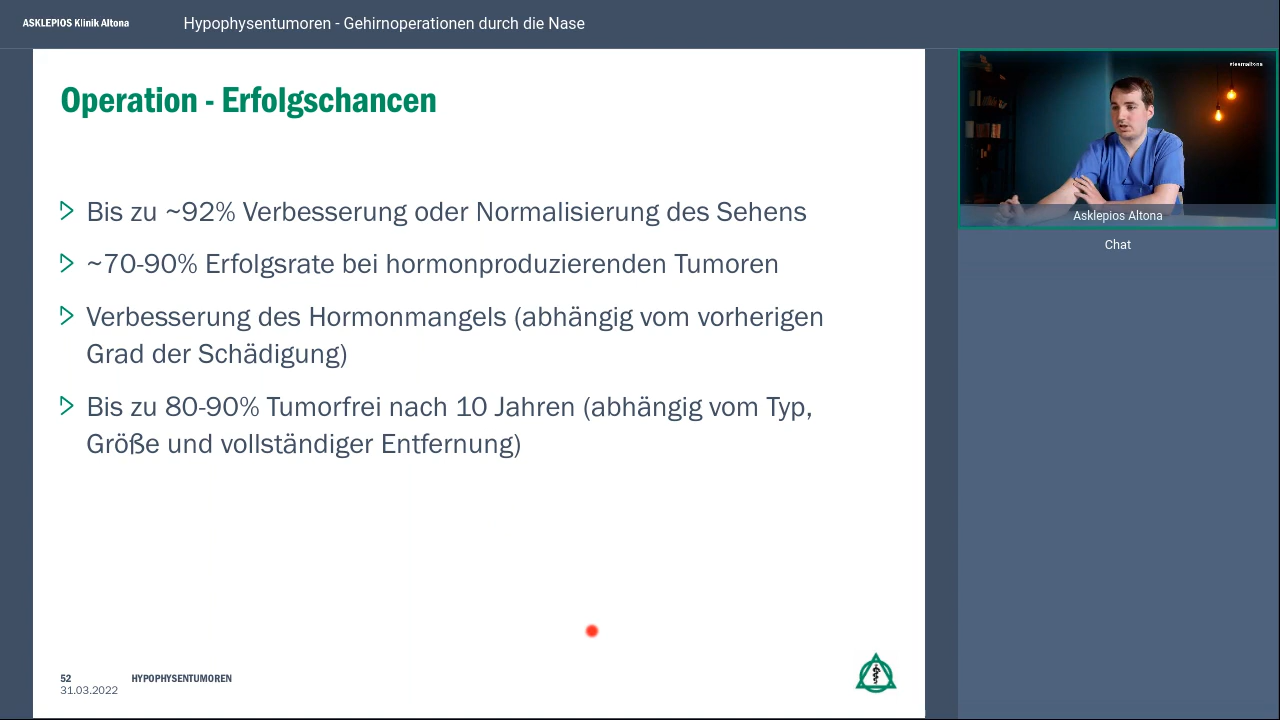 ASKLEPIOS Klinik Altona
Hypophysentumoren - Gehirnoperationen durch die Nase
Operation - Erfolgschancen
Bis zu ~92% Verbesserung oder Normalisierung des Sehens
~70-90% Erfolgsrate bei hormonproduzierenden Tumoren
Verbesserung des Hormonmangels (abhängig vom vorherigen
Grad der Schädigung)
Bis zu 80-90% Tumorfrei nach 10 Jahren (abhängig vom Typ,
Größe und vollständiger Entfernung)
52 HYPOPHYSENTUMOREN
31.03.2022
#teamaltona
Asklepios Altona
Chat